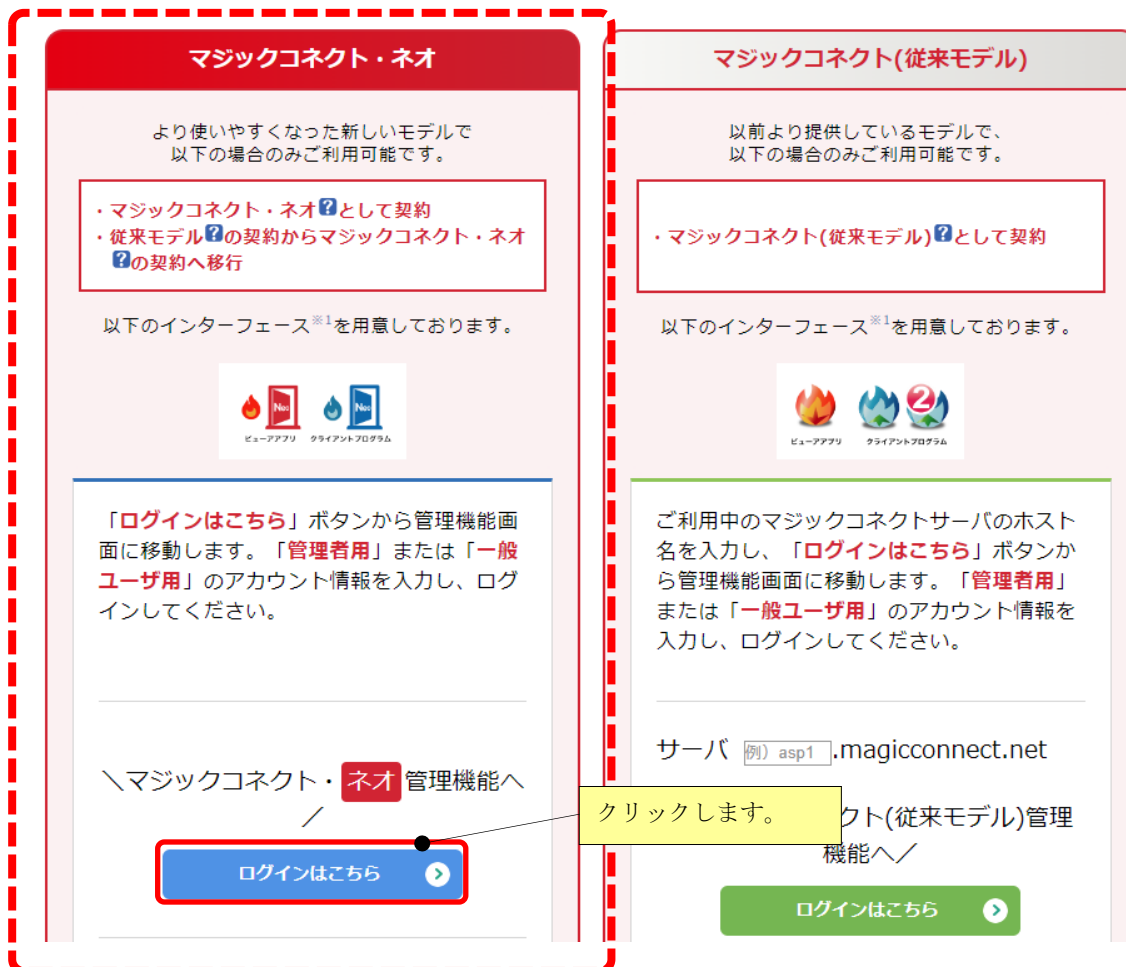 マジックコネクト・ネオ
より使いやすくなった新しいモデルで
以下の場合のみご利用可能です。
・マジックコネクト・ネオ?として契約
・従来モデル?の契約からマジックコネクト・ネオ
?の契約へ移行
以下のインターフェース※1を用意しております。
Neo Neo
ビューアアプリ クライアントプログラム
「ログインはこちら」ボタンから管理機能画
面に移動します。「管理者用」または「一般
ユーザ用」のアカウント情報を入力し、ログ
インしてください。
＼マジックコネクト・ネオ管理機能へ
／
ログインはこちら
クリックします。
マジックコネクト(従来モデル)
以前より提供しているモデルで、
以下の場合のみご利用可能です。
・マジックコネクト(従来モデル)?として契約
以下のインターフェース※1を用意しております。
2
ビューアアプリ クライアントプログラム
ご利用中のマジックコネクトサーバのホスト
名を入力し、「ログインはこちら」ボタンか
ら管理機能画面に移動します。「管理者用」
または「一般ユーザ用」のアカウント情報を
入力し、ログインしてください。
サーバ 例）asp1 .magicconnect.net
クト(従来モデル)管理
機能へ／
ログインはこちら